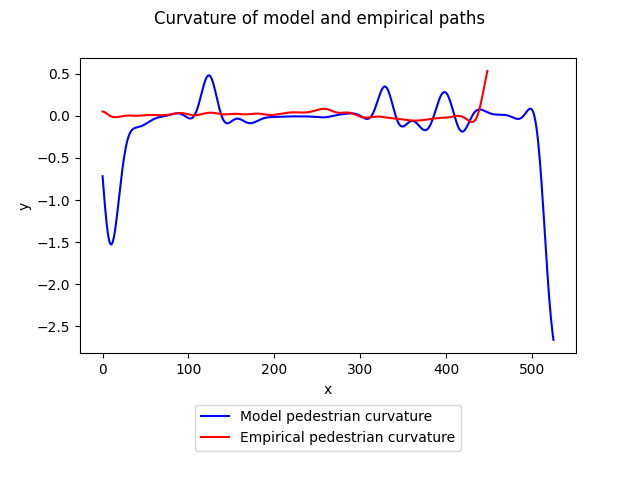 Curvature of model and empirical paths
0.5
0.0
−0.5
−1.0
−1.5
−2.0
−2.5
y
0 100 200 300 400 500
x
Model pedestrian curvature
Empirical pedestrian curvature